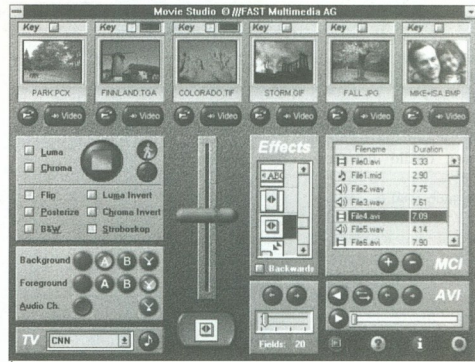 Movie Studio © ///FAST Multimedia AG
Key Key Key Key Key Key
PARK.PCX FINNLAND.TGA COLORADO.TIF STORM.GIF FALL.JPG MIKE+ISA.BMP
Video Video Video Video Video Video
Luma
Chroma
Flip Luma Invert
Posterize Chroma Invert
B&W Stroboskop
Background A B
Foreground A B
Audio Ch.
TV CNN
Effects
ABC
Backwards
Fields: 20
Filename Duration
File0.avi 5.33
File1.mid 2.90
File2.wav 7.75
File3.wav 7.61
File4.avi 7.09
File5.wav 4.14
File6.avi 7.90
MCI
AVI